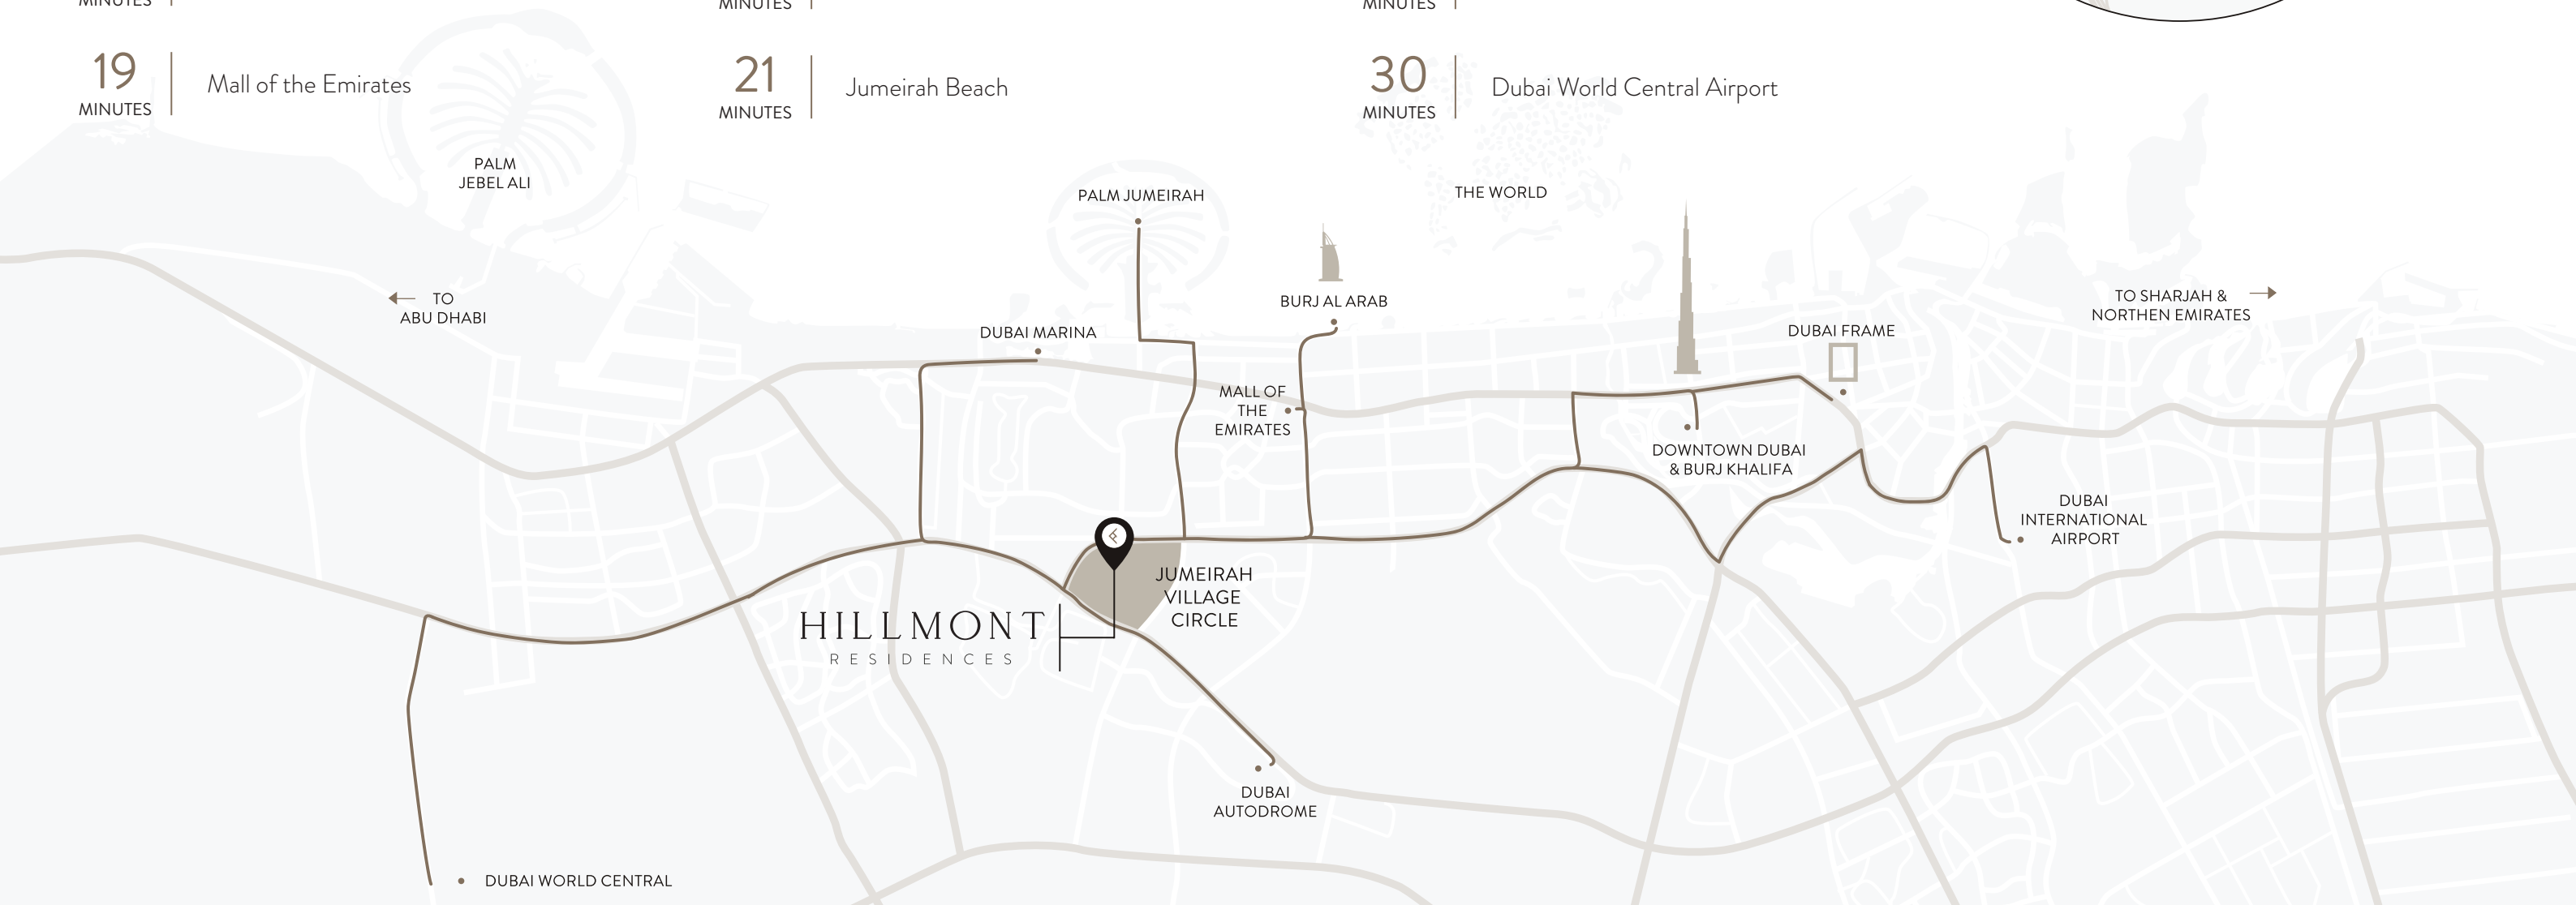 MINUTES
MINUTES
MINUTES
19
MINUTES
Mall of the Emirates
21
MINUTES
Jumeirah Beach
30
MINUTES
Dubai World Central Airport
PALM
JEBEL ALI
PALM JUMEIRAH
THE WORLD
TO
ABU DHABI
BURJ AL ARAB
TO SHARJAH &
NORTHEN EMIRATES
DUBAI MARINA
DUBAI FRAME
MALL OF
THE
EMIRATES
DOWNTOWN DUBAI
& BURJ KHALIFA
DUBAI
INTERNATIONAL
AIRPORT
JUMEIRAH
VILLAGE
CIRCLE
HILLMONT
RESIDENCES
DUBAI
AUTODROME
DUBAI WORLD CENTRAL